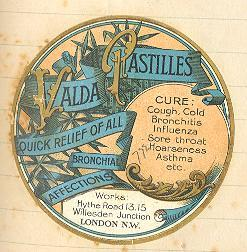 VALDA PASTILLES
QUICK RELIEF OF ALL
BRONCHIAL
AFFECTIONS
CURE:
Cough, Cold
Bronchitis
Influenza
Sore throat
Hoarseness
Asthma
etc.
Works:
Hythe Road 13.15
Willesden Junction
LONDON N.W.